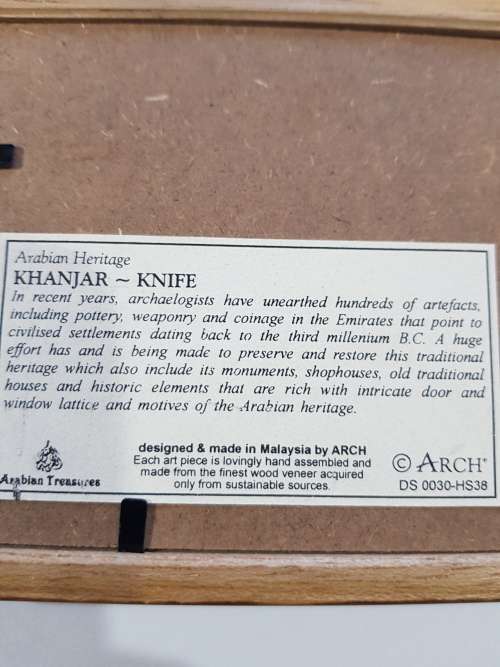 Arabian Heritage
KHANJAR ~ KNIFE
In recent years, archaelogists have unearthed hundreds of artefacts,
including pottery, weaponry and coinage in the Emirates that point to
civilised settlements dating back to the third millenium B.C. A huge
effort has and is being made to preserve and restore this traditional
heritage which also include its monuments, shophouses, old traditional
houses and historic elements that are rich with intricate door and
window lattice and motives of the Arabian heritage.
designed & made in Malaysia by ARCH
Each art piece is lovingly hand assembled and
made from the finest wood veneer acquired
only from sustainable sources.
Arabian Treasures
© ARCH®
DS 0030-HS38